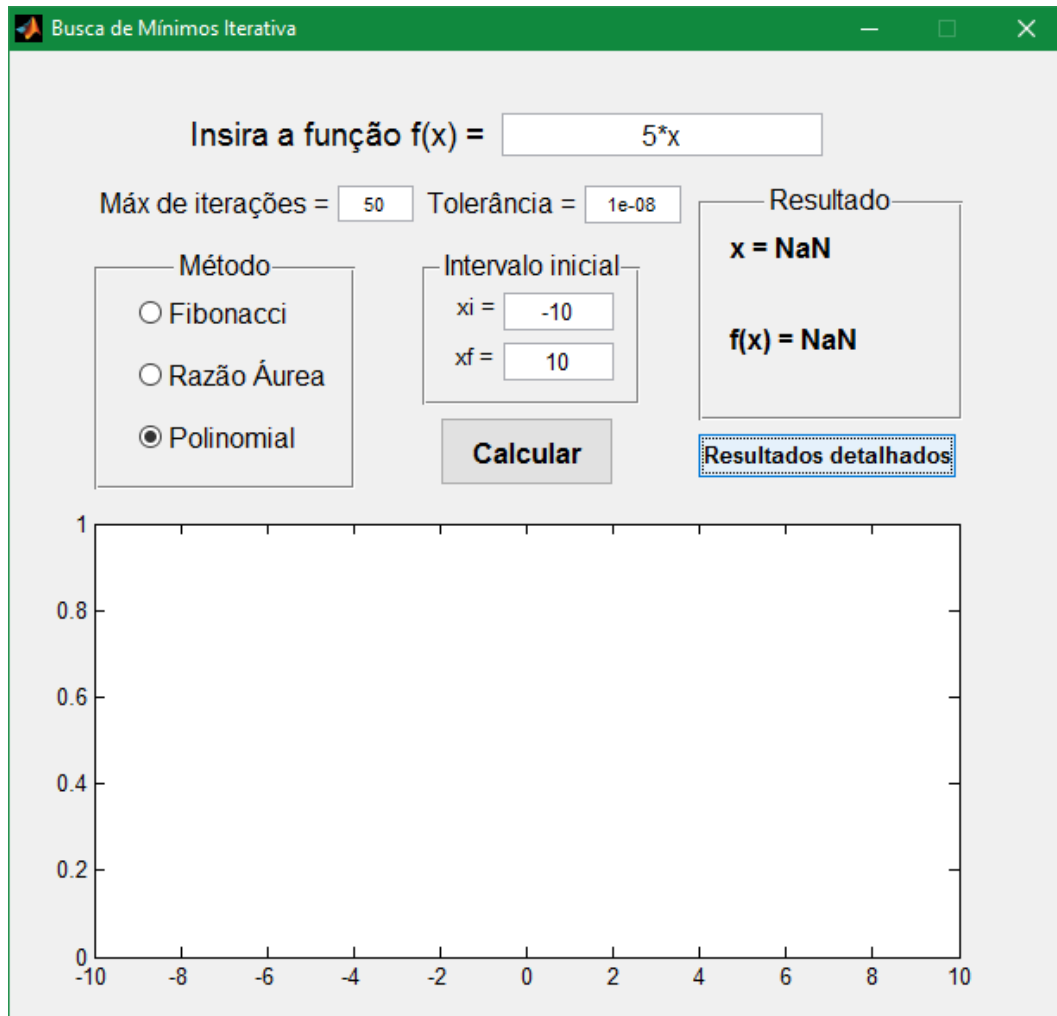 Busca de Mínimos Iterativa
Insira a função f(x) = 5*x
Máx de iterações = 50 Tolerância = 1e-08
Resultado
x = NaN
f(x) = NaN
Método
Fibonacci
Razão Áurea
Polinomial
Intervalo inicial
xi = -10
xf = 10
Calcular
Resultados detalhados
1
0.8
0.6
0.4
0.2
0
-10 -8 -6 -4 -2 0 2 4 6 8 10